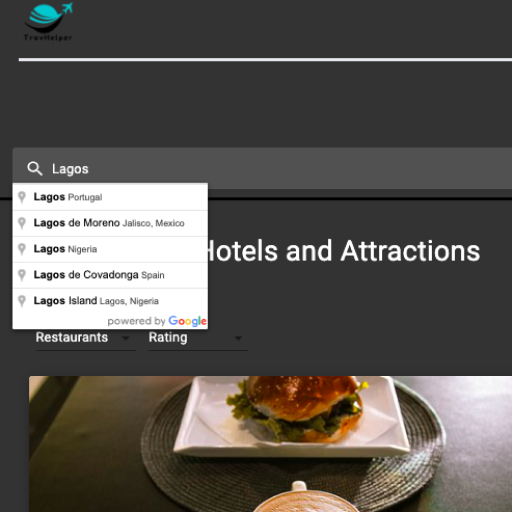 TravHelper
Lagos
Lagos Portugal
Lagos de Moreno Jalisco, Mexico
Lagos Nigeria
Lagos de Covadonga Spain
Lagos Island Lagos, Nigeria
powered by Google
Hotels and Attractions
Restaurants
Rating